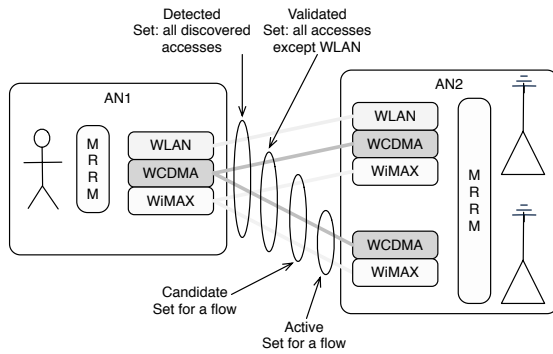 Detected
Set: all discovered
accesses
Validated
Set: all accesses
except WLAN
AN1
M
R
R
M
WLAN
WCDMA
WiMAX
AN2
WLAN
WCDMA
WiMAX
WCDMA
WiMAX
M
R
R
M
Candidate
Set for a flow
Active
Set for a flow